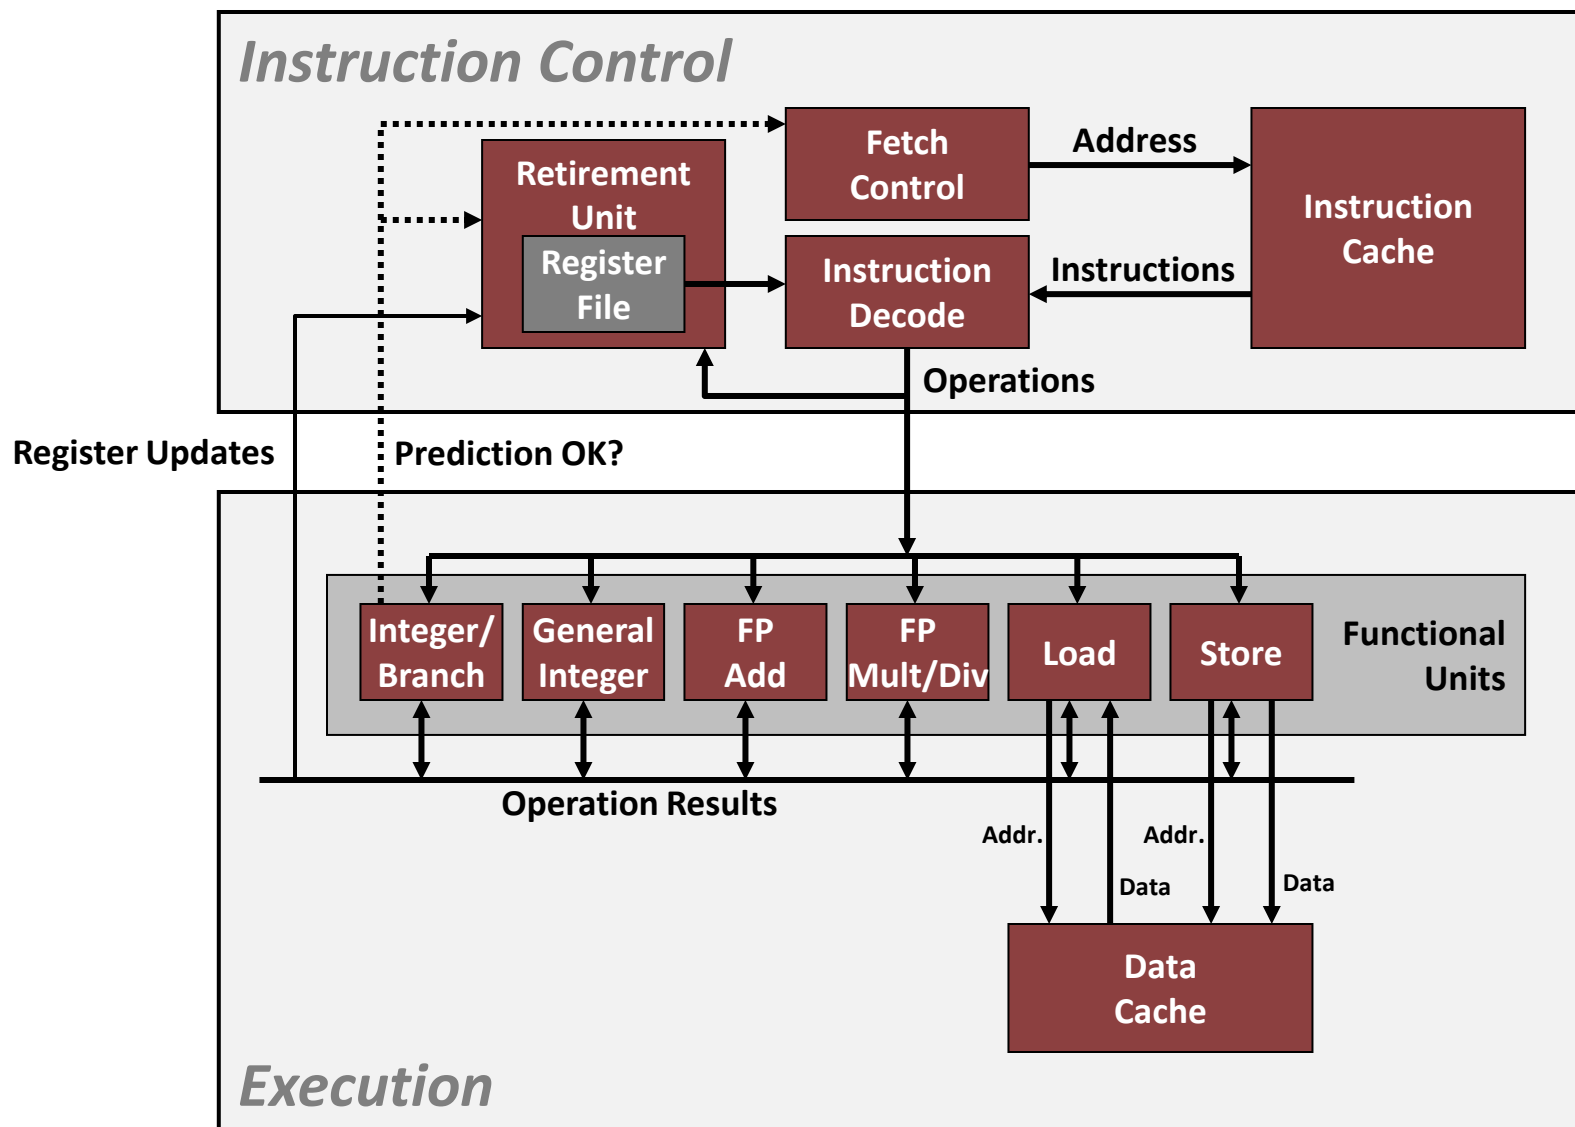 Instruction Control
Retirement
Unit
Register
File
Fetch
Control
Address
Instruction
Cache
Instruction
Decode
Instructions
Operations
Register Updates
Prediction OK?
Integer/
Branch
General
Integer
FP
Add
FP
Mult/Div
Load
Store
Functional
Units
Operation Results
Addr.
Data
Addr.
Data
Data
Cache
Execution